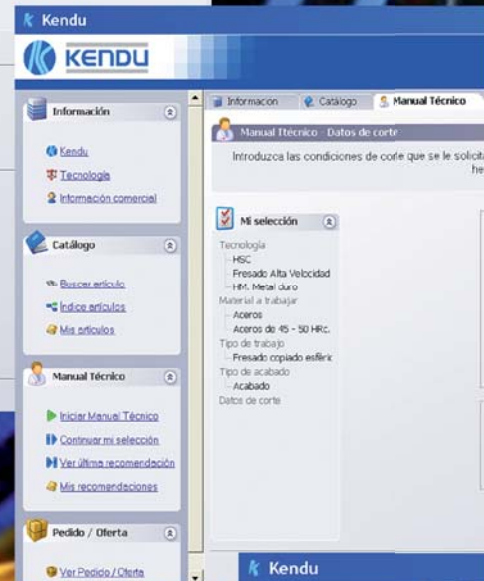 Kendu
KENDU
Información
Kendu
Tecnología
Información comercial
Catálogo
Buscar artículo
Índice artículos
Mis artículos
Manual Técnico
Iniciar Manual Técnico
Continuar mi selección
Ver última recomendación
Mis recomendaciones
Pedido / Oferta
Ver Pedido / Oferta
Informacion Catálogo Manual Técnico
Manual Ttécnico - Datos de corte
Introduzca las condiciones de corte que se le solicita
he
Mi selección
Tecnología
HSC
Fresado Alta Velocidad
HM. Metal duro
Material a trabajar
Aceros
Aceros de 45 - 50 HRc.
Tipo de trabajo
Fresado copiado esféric
Tipo de acabado
Acabado
Datos de corte
Kendu